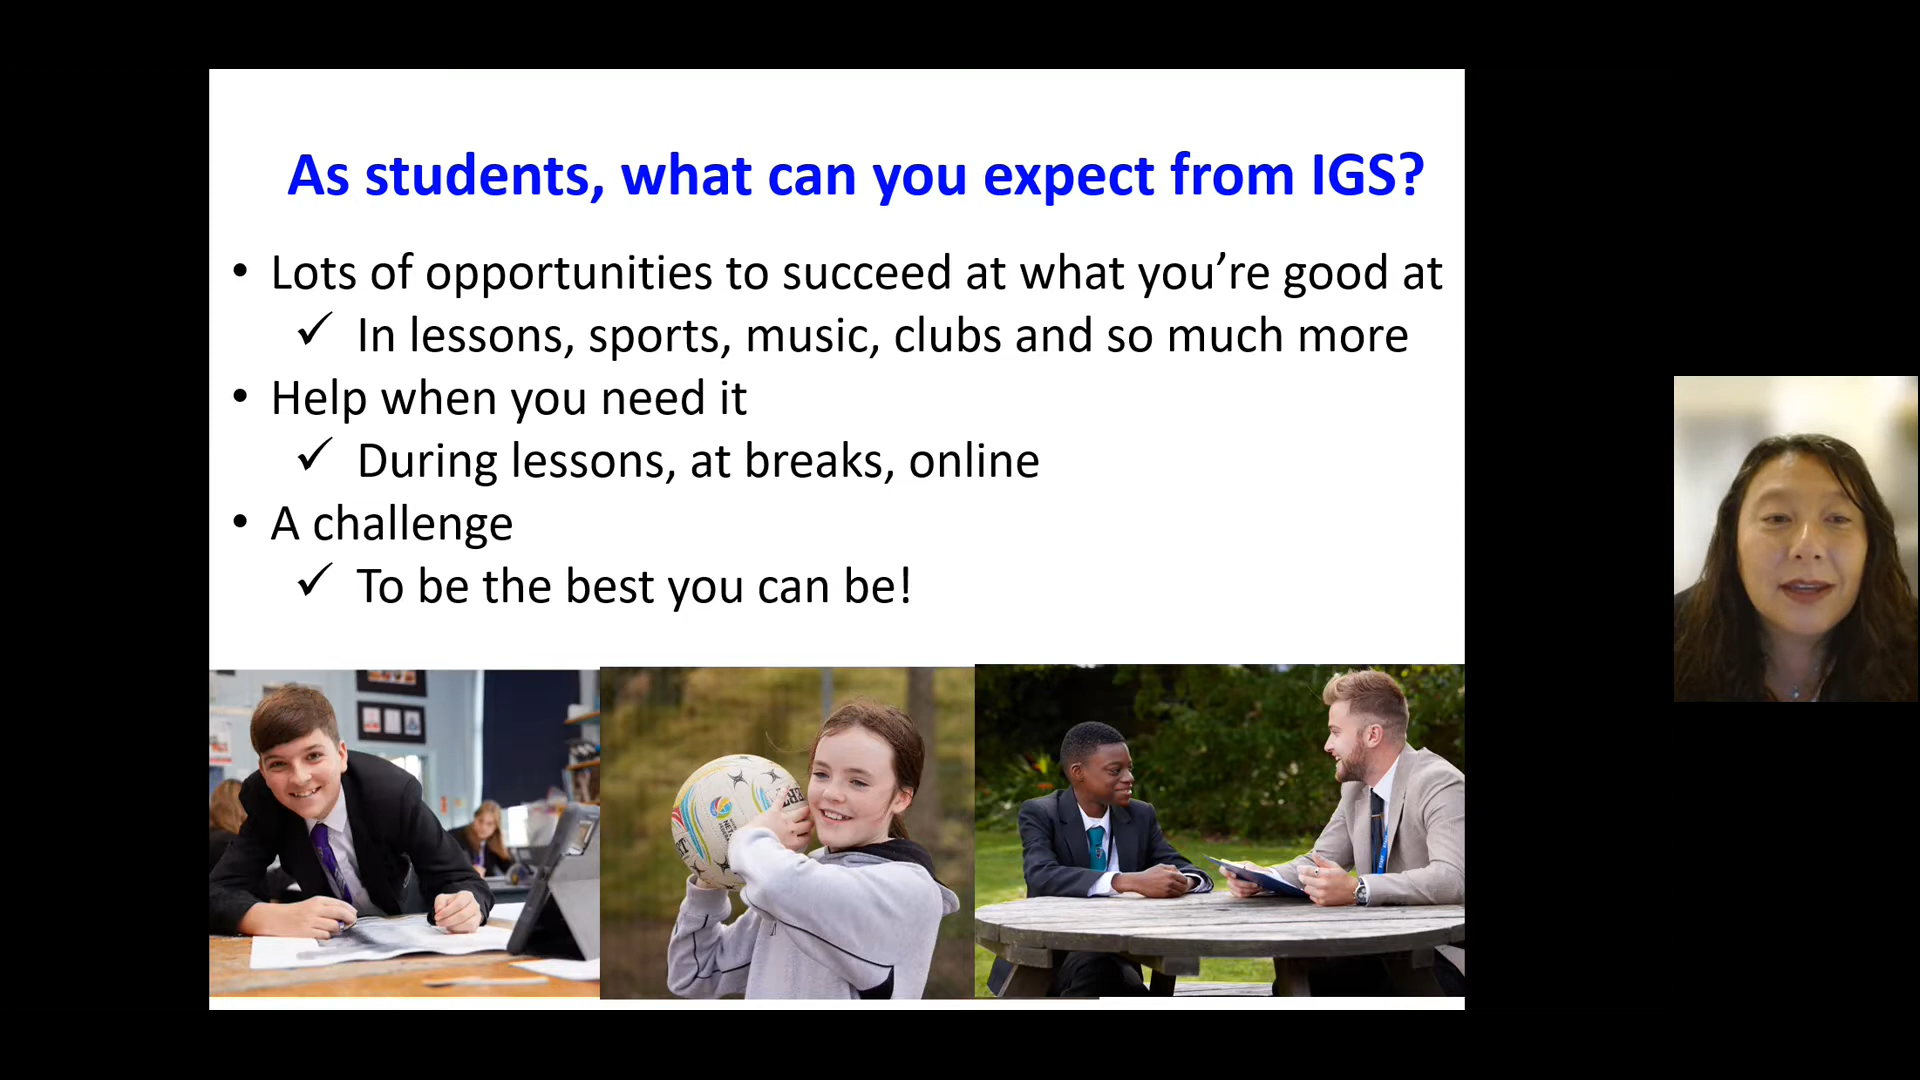 As students, what can you expect from IGS?
• Lots of opportunities to succeed at what you’re good at
✓ In lessons, sports, music, clubs and so much more
• Help when you need it
✓ During lessons, at breaks, online
• A challenge
✓ To be the best you can be!